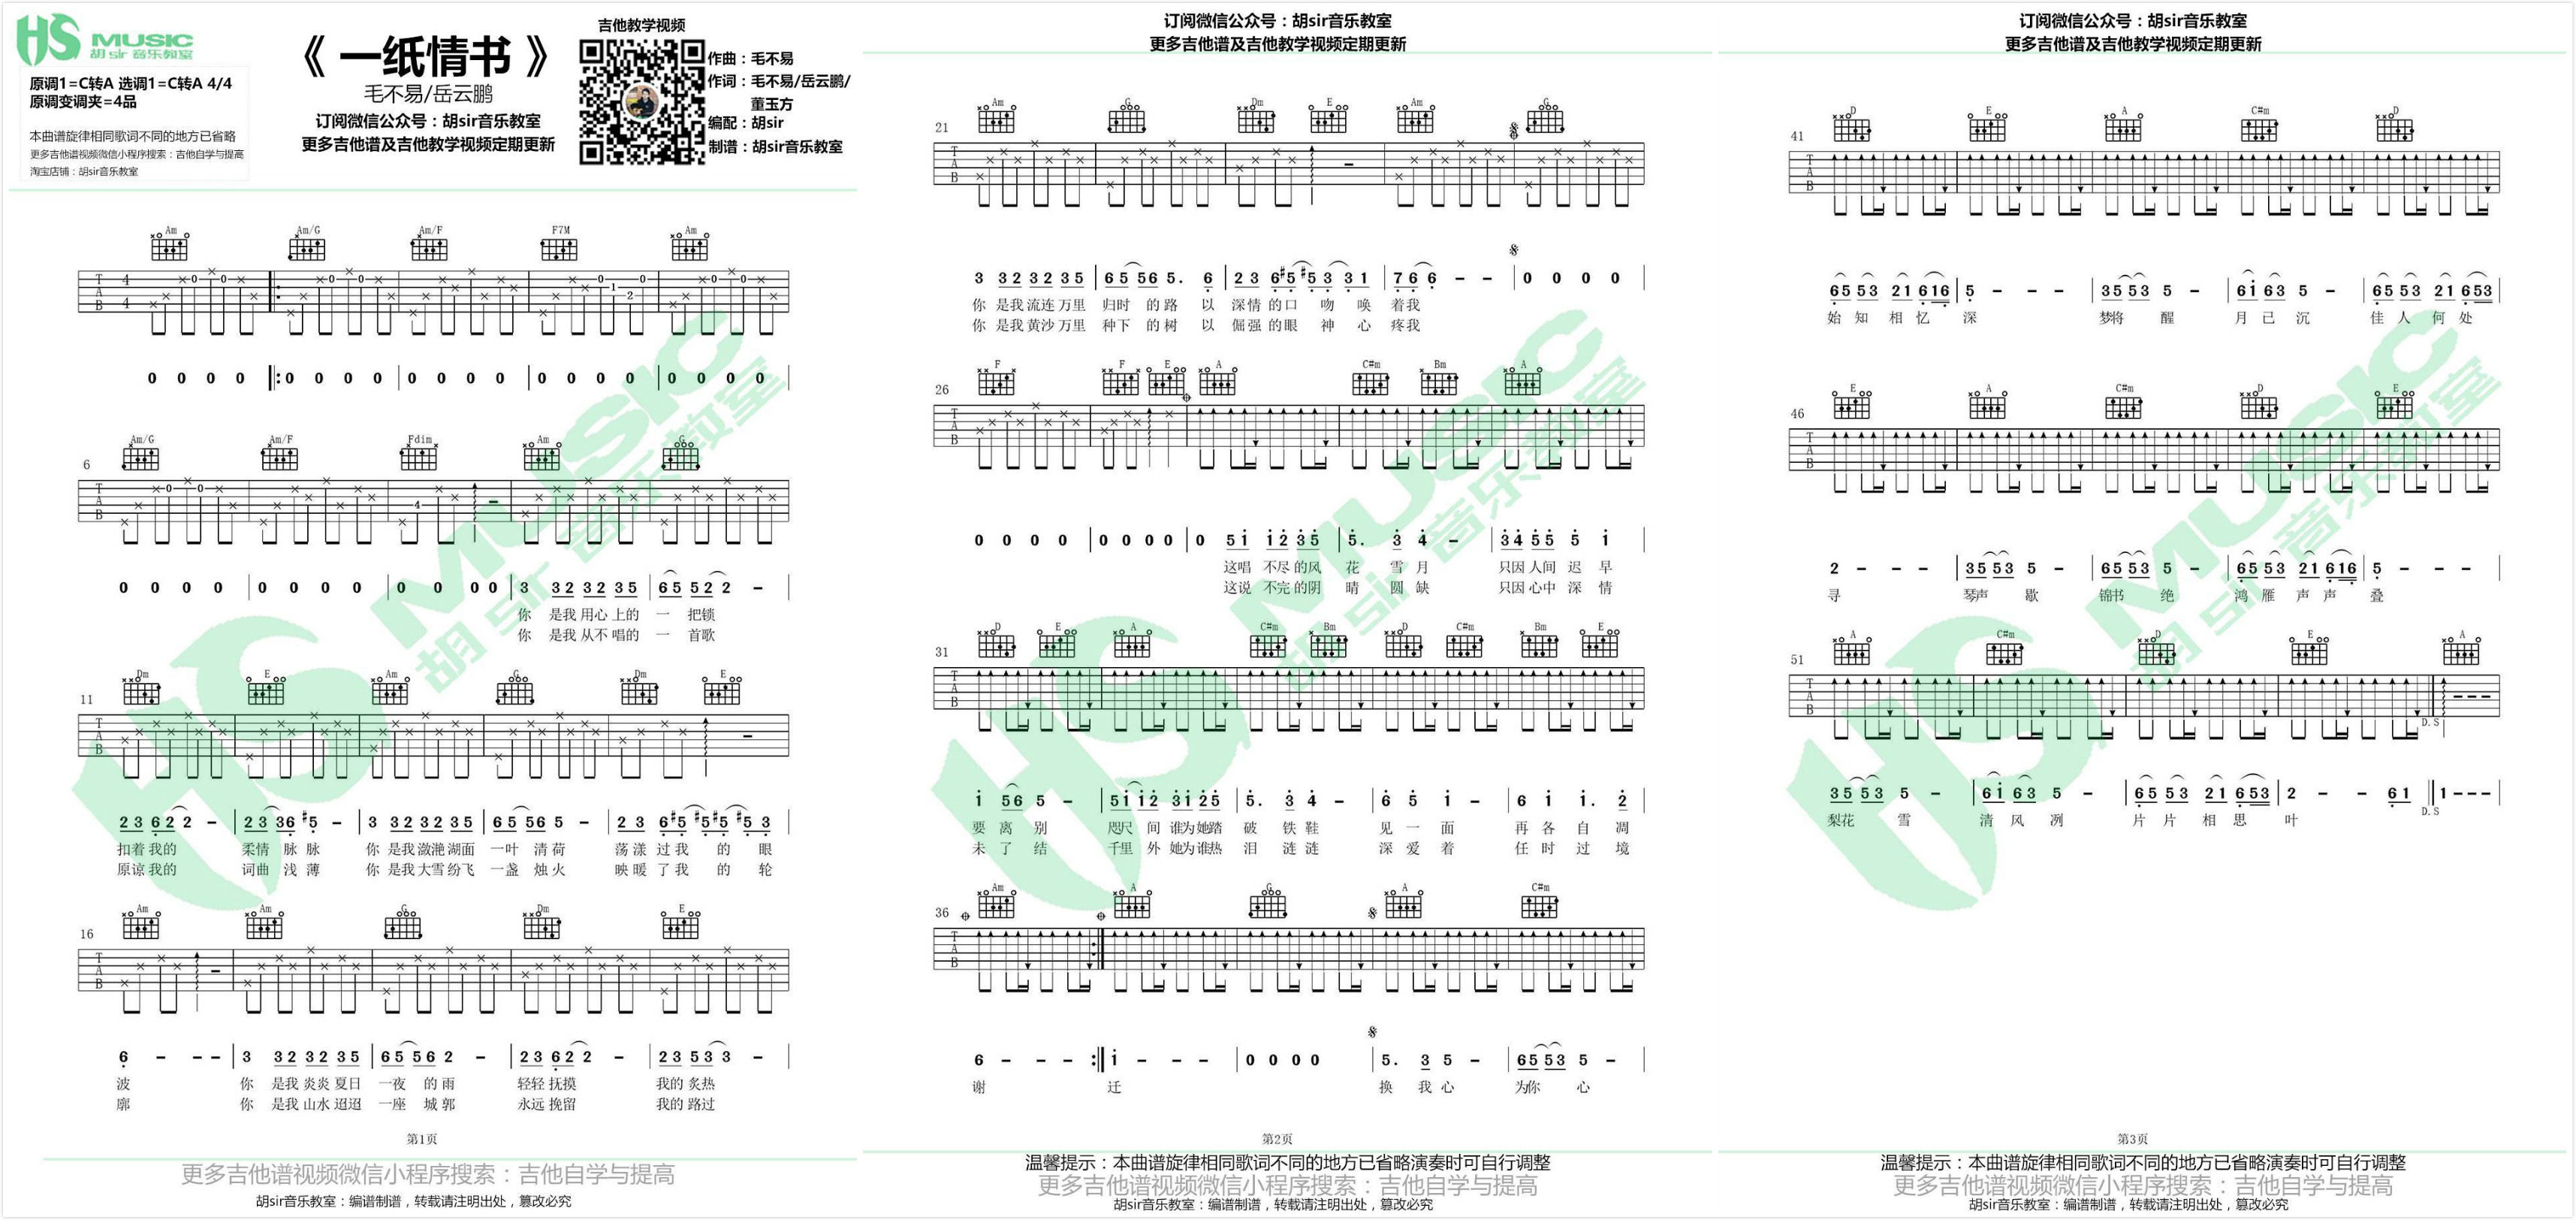 HS MUSIC
胡sir音乐教室
原调1=C转A 选调1=C转A 4/4
原调变调夹=4品
本曲谱旋律相同歌词不同的地方已省略
更多吉他谱视频微信小程序搜索：吉他自学与提高
淘宝店铺：胡sir音乐教室
《 一纸情书 》
毛不易/岳云鹏
订阅微信公众号：胡sir音乐教室
更多吉他谱及吉他教学视频定期更新
吉他教学视频
作曲：毛不易
作词：毛不易/岳云鹏/
董玉方
编配：胡sir
制谱：胡sir音乐教室
Am Am/G Am/F F7M Am
T A B 4 4
0 0 0 0 0 0 0 0 0 0 0 0 0 0 0 0 0 0 0 0
6 Am/G Am/F Fdim Am G
0 0 0 0 0 0 0 0 0 0 0 0 3 32 32 35 65 52 2 -
你 是我 用心 上的 一 把锁
你 是我 从不 唱的 一 首歌
11 Dm E Am G Dm E
23 62 2 - 23 36 #5 - 3 32 32 35 65 56 5 - 23 6#5 #5#5 #5 3
扣着 我的 柔情 脉 脉 你 是我 潋滟 湖面 一叶 清 荷 荡 漾 过 我 的 眼
原谅 我的 词曲 浅 薄 你 是我 大雪 纷飞 一盏 烛 火 映 暖 了 我 的 轮
16 Am Am G Dm E
6 - - - 3 32 32 35 65 56 2 - 23 62 2 - 23 53 3 -
波 你 是我 炎炎 夏日 一夜 的 雨 轻轻 抚摸 我的 炙热
廓 你 是我 山水 迢迢 一座 城 郭 永远 挽留 我的 路过
第1页
更多吉他谱视频微信小程序搜索：吉他自学与提高
胡sir音乐教室：编谱制谱，转载请注明出处，篡改必究
订阅微信公众号：胡sir音乐教室
更多吉他谱及吉他教学视频定期更新
21 Am G Dm E Am G
3 32 32 35 65 56 5. 6 23 6#5 #5 3 31 76 6 - - 0 0 0 0
你 是我 流连 万里 归时 的 路 以 深情 的 口 吻 唤 着我
你 是我 黄沙 万里 种下 的 树 以 倔强 的 眼 神 心 疼我
26 F F E A C#m Bm A
0 0 0 0 0 0 0 0 0 51 12 35 5. 3 4 - 34 55 5 1
这唱 不尽 的风 花 雪 月 只因 人间 迟 早
这说 不完 的阴 晴 圆 缺 只因 心中 深 情
31 D E A C#m Bm D C#m Bm E
1 56 5 - 51 12 31 25 5. 3 4 - 6 5 1 - 6 1 1. 2
要 离 别 咫尺 间 谁为 她踏 破 铁 鞋 见 一 面 再 各 自 凋
未 了 结 千里 外 她为 谁热 泪 涟 涟 深 爱 着 任 时 过 境
36 Am A G A C#m
6 - - - 1 - - - 0 0 0 0 5. 3 5 - 65 53 5 -
谢 迁 换 我 心 为你 心
第2页
温馨提示：本曲谱旋律相同歌词不同的地方已省略演奏时可自行调整
更多吉他谱视频微信小程序搜索：吉他自学与提高
胡sir音乐教室：编谱制谱，转载请注明出处，篡改必究
订阅微信公众号：胡sir音乐教室
更多吉他谱及吉他教学视频定期更新
41 D E A C#m D
65 53 21 616 5 - - - 35 53 5 - 61 63 5 - 65 53 21 653
始 知 相 忆 深 梦将 醒 月 已 沉 佳 人 何 处
46 E A C#m D E
2 - - - 35 53 5 - 65 53 5 - 65 53 21 616 5 - - -
寻 琴声 歇 锦书 绝 鸿 雁 声 声 叠
51 A C#m D E A
D.S
35 53 5 - 61 63 5 - 65 53 21 653 2 - - 61 1 - - -
梨花 雪 清 风 冽 片 片 相 思 叶
D.S
第3页
温馨提示：本曲谱旋律相同歌词不同的地方已省略演奏时可自行调整
更多吉他谱视频微信小程序搜索：吉他自学与提高
胡sir音乐教室：编谱制谱，转载请注明出处，篡改必究